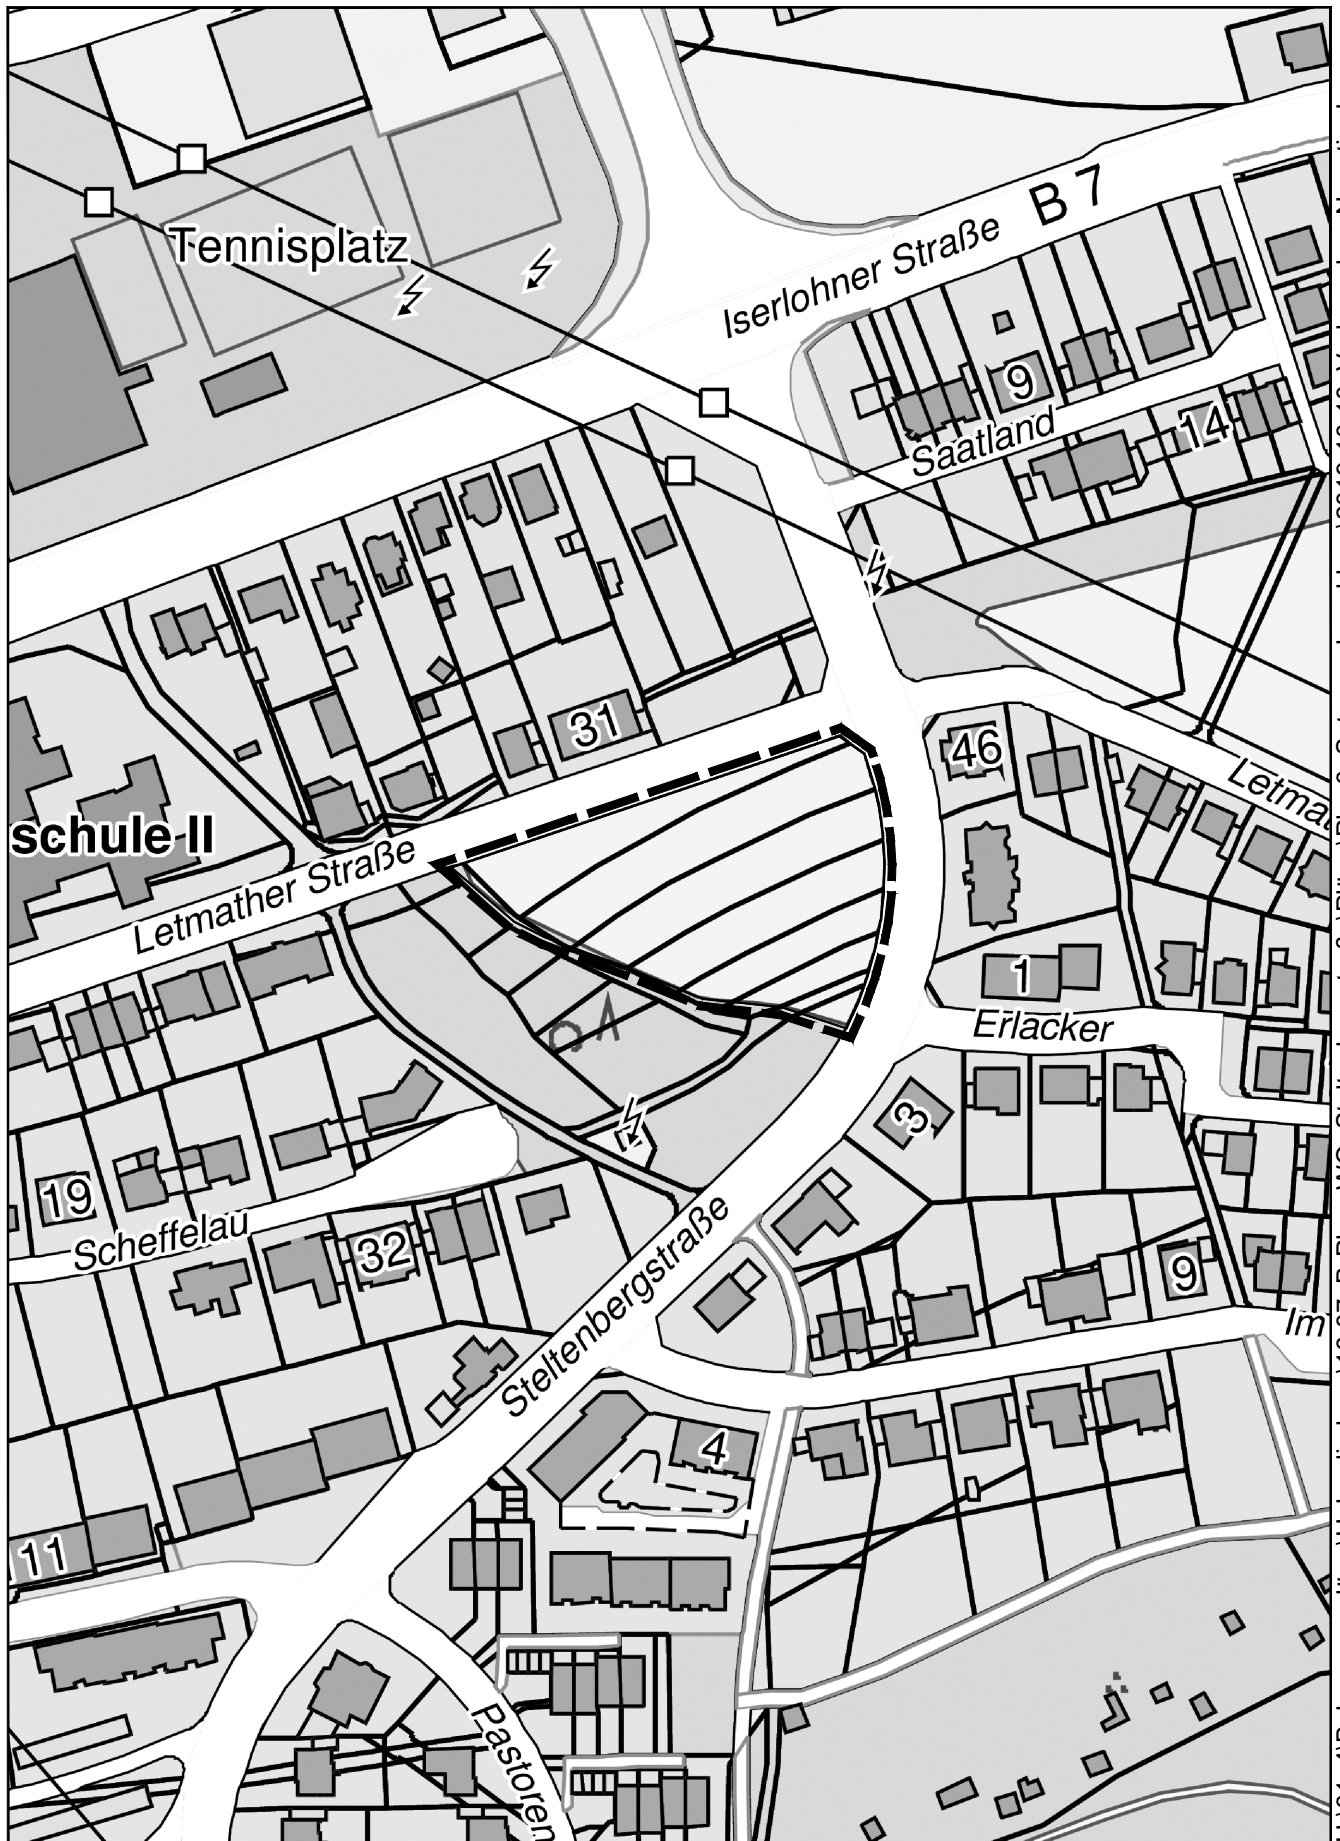 Tennisplatz
Iserlohner Straße B 7
9
Saatland
14
31
46
Letmat
schule II
Letmather Straße
1
Erlacker
3
19
Scheffelau
32
9
Im
Steltenbergstraße
4
11
Pastoren